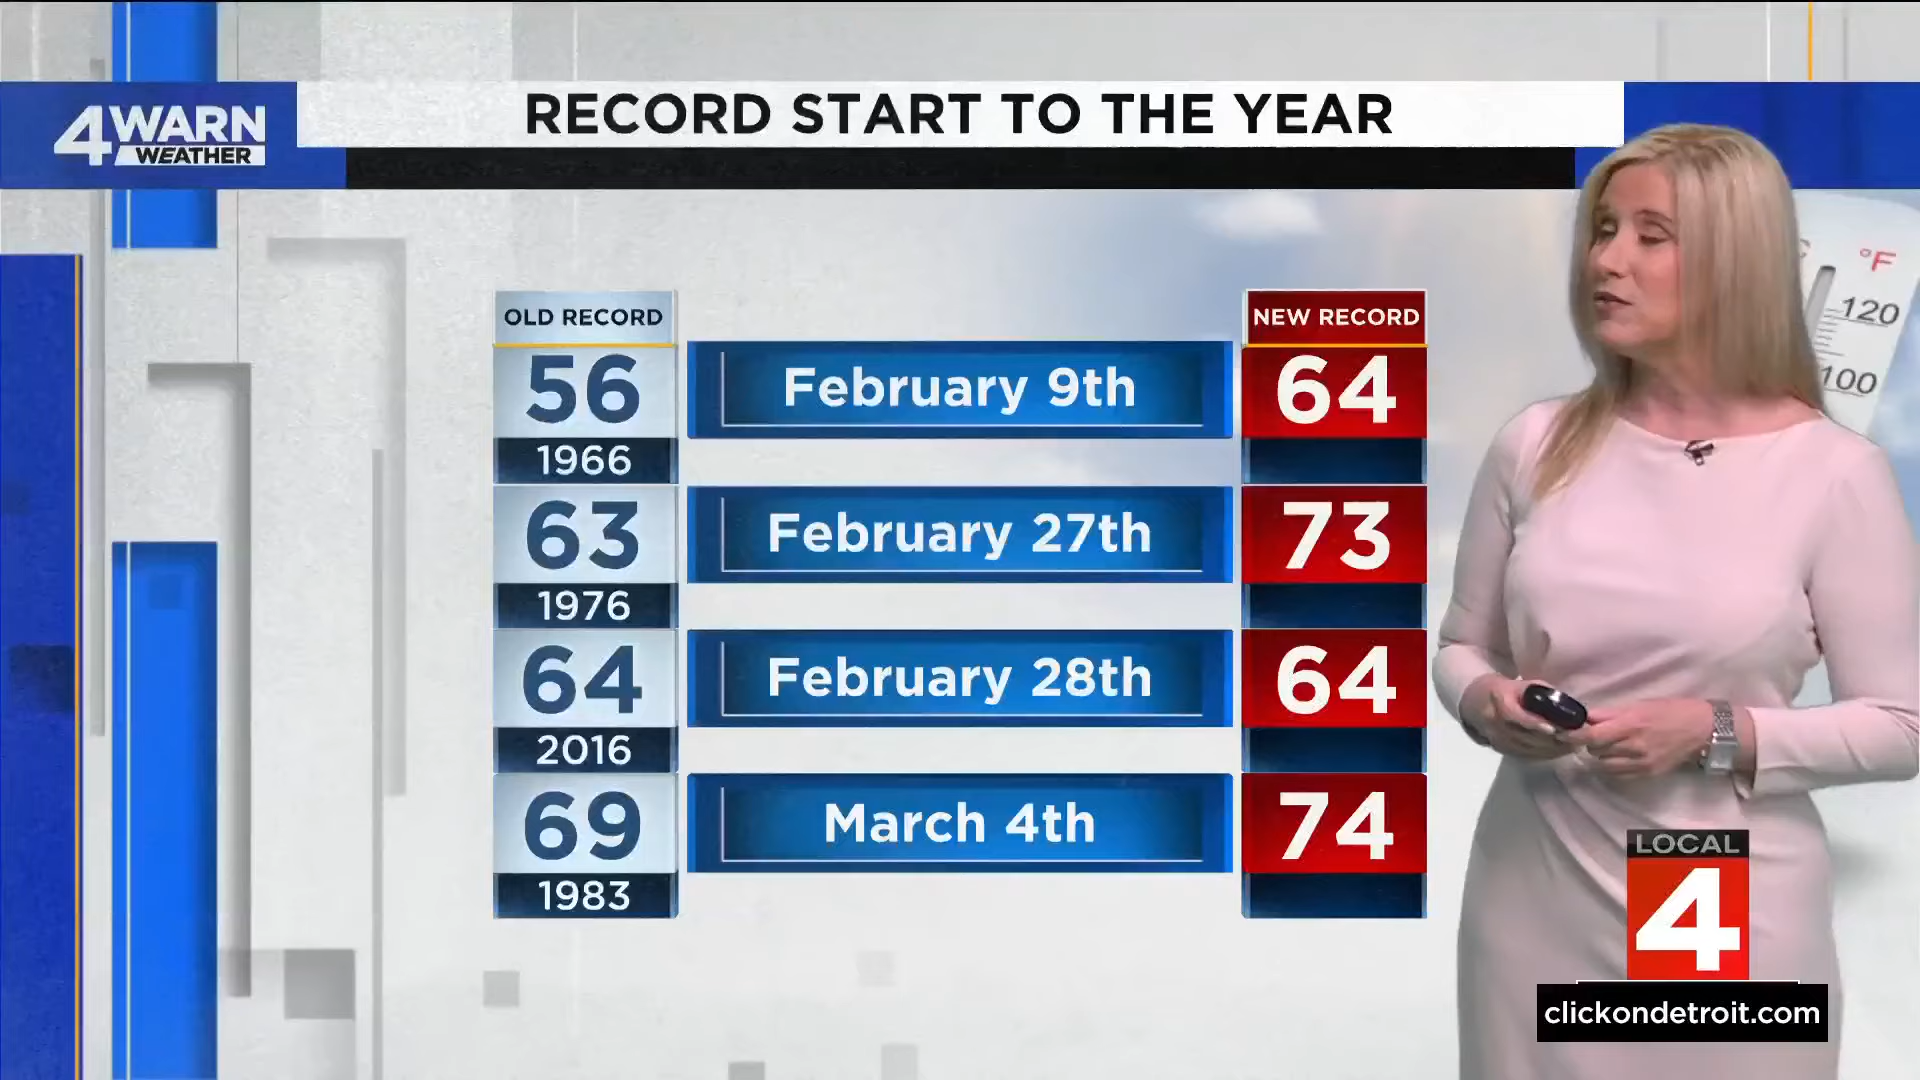 4WARN
WEATHER
RECORD START TO THE YEAR
OLD RECORD
NEW RECORD
56
February 9th
64
1966
63
February 27th
73
1976
64
February 28th
64
2016
69
March 4th
74
1983
°F
120
100
LOCAL
4
clickondetroit.com